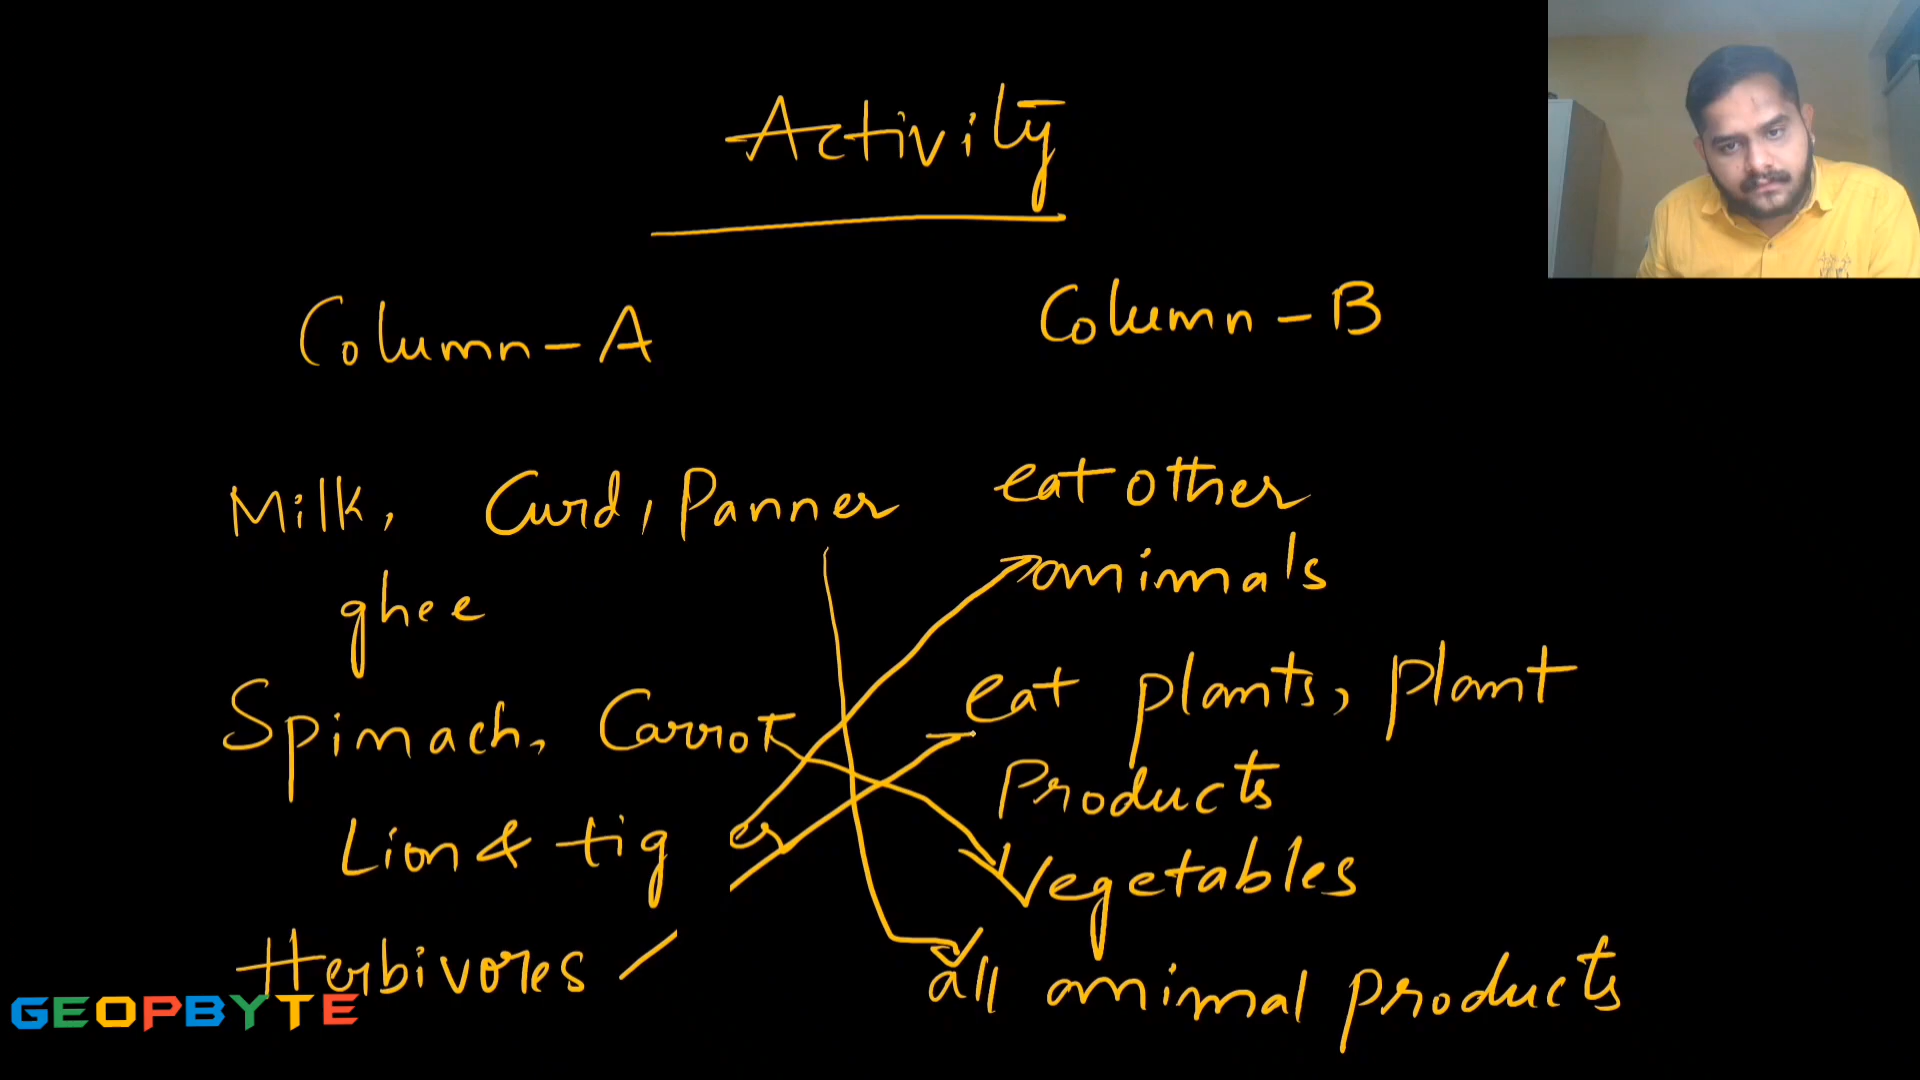 Activity
Column-A
Column-B
Milk, Curd, Panner
ghee
Spinach, Carrot
Lion & tiger
Herbivores
eat other
animals
eat plants, plant
Products
Vegetables
all animal products
GEOPBYTE